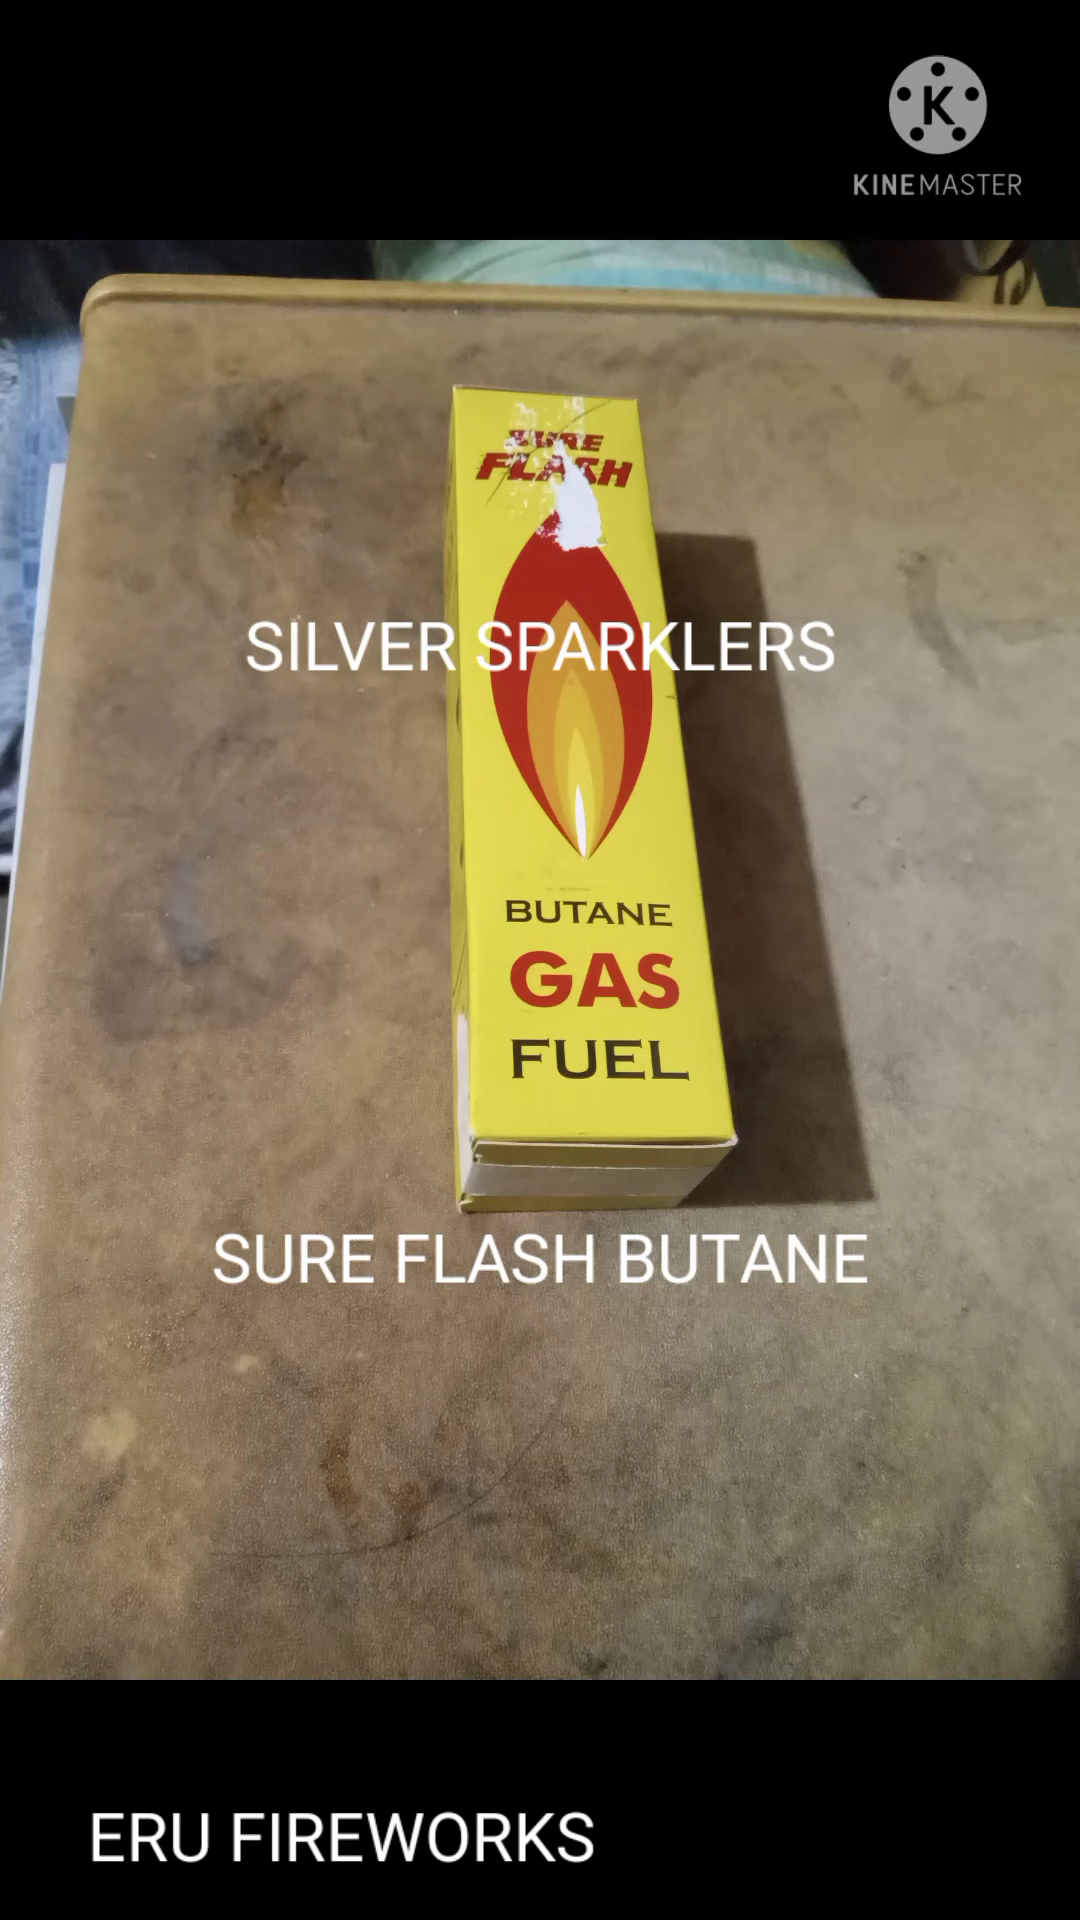 K
KINEMASTER
SURE
FLASH
SILVER SPARKLERS
BUTANE
GAS
FUEL
SURE FLASH BUTANE
ERU FIREWORKS